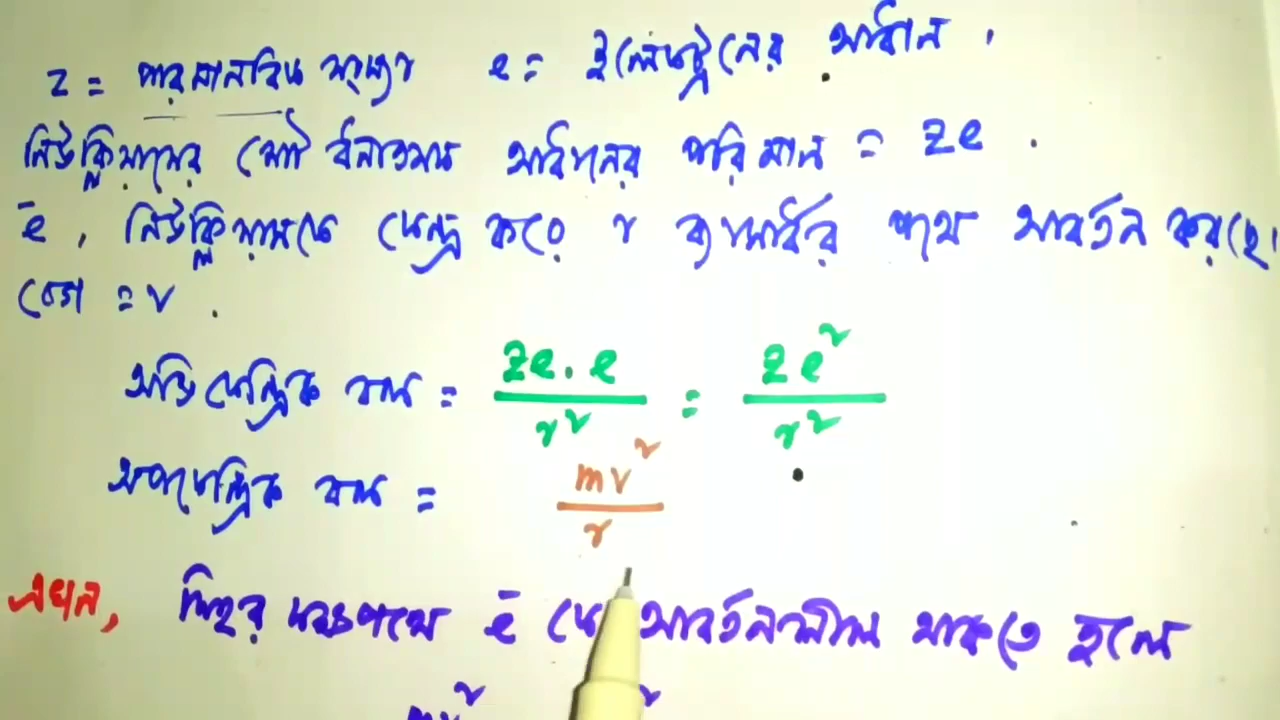 Z = পারমানবিক সংখ্যা e = ইলেকট্রনের আধান .
নিউক্লিয়াসের মোট ধনাত্মক আধানের পরিমান = Ze .
ē , নিউক্লিয়াসকে কেন্দ্র করে r ব্যাসার্ধের পথে আবর্তন করছে।
বেগ = v .
অভিকেন্দ্রিক বল = Ze . e / r² = Ze² / r²
অপকেন্দ্রিক বল = mv² / r
এখন, স্থির কক্ষপথে ē কে আবর্তনশীল থাকতে হলে
mv²